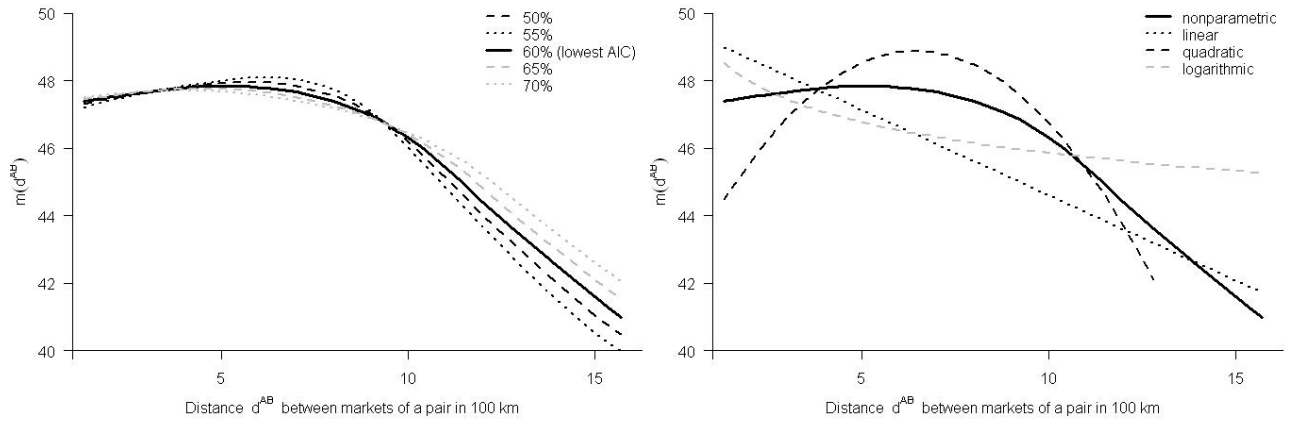 50
48
46
44
42
40
m(d^AB)
5
10
15
Distance d^AB between markets of a pair in 100 km
50%
55%
60% (lowest AIC)
65%
70%
50
48
46
44
42
40
m(d^AB)
5
10
15
Distance d^AB between markets of a pair in 100 km
nonparametric
linear
quadratic
logarithmic